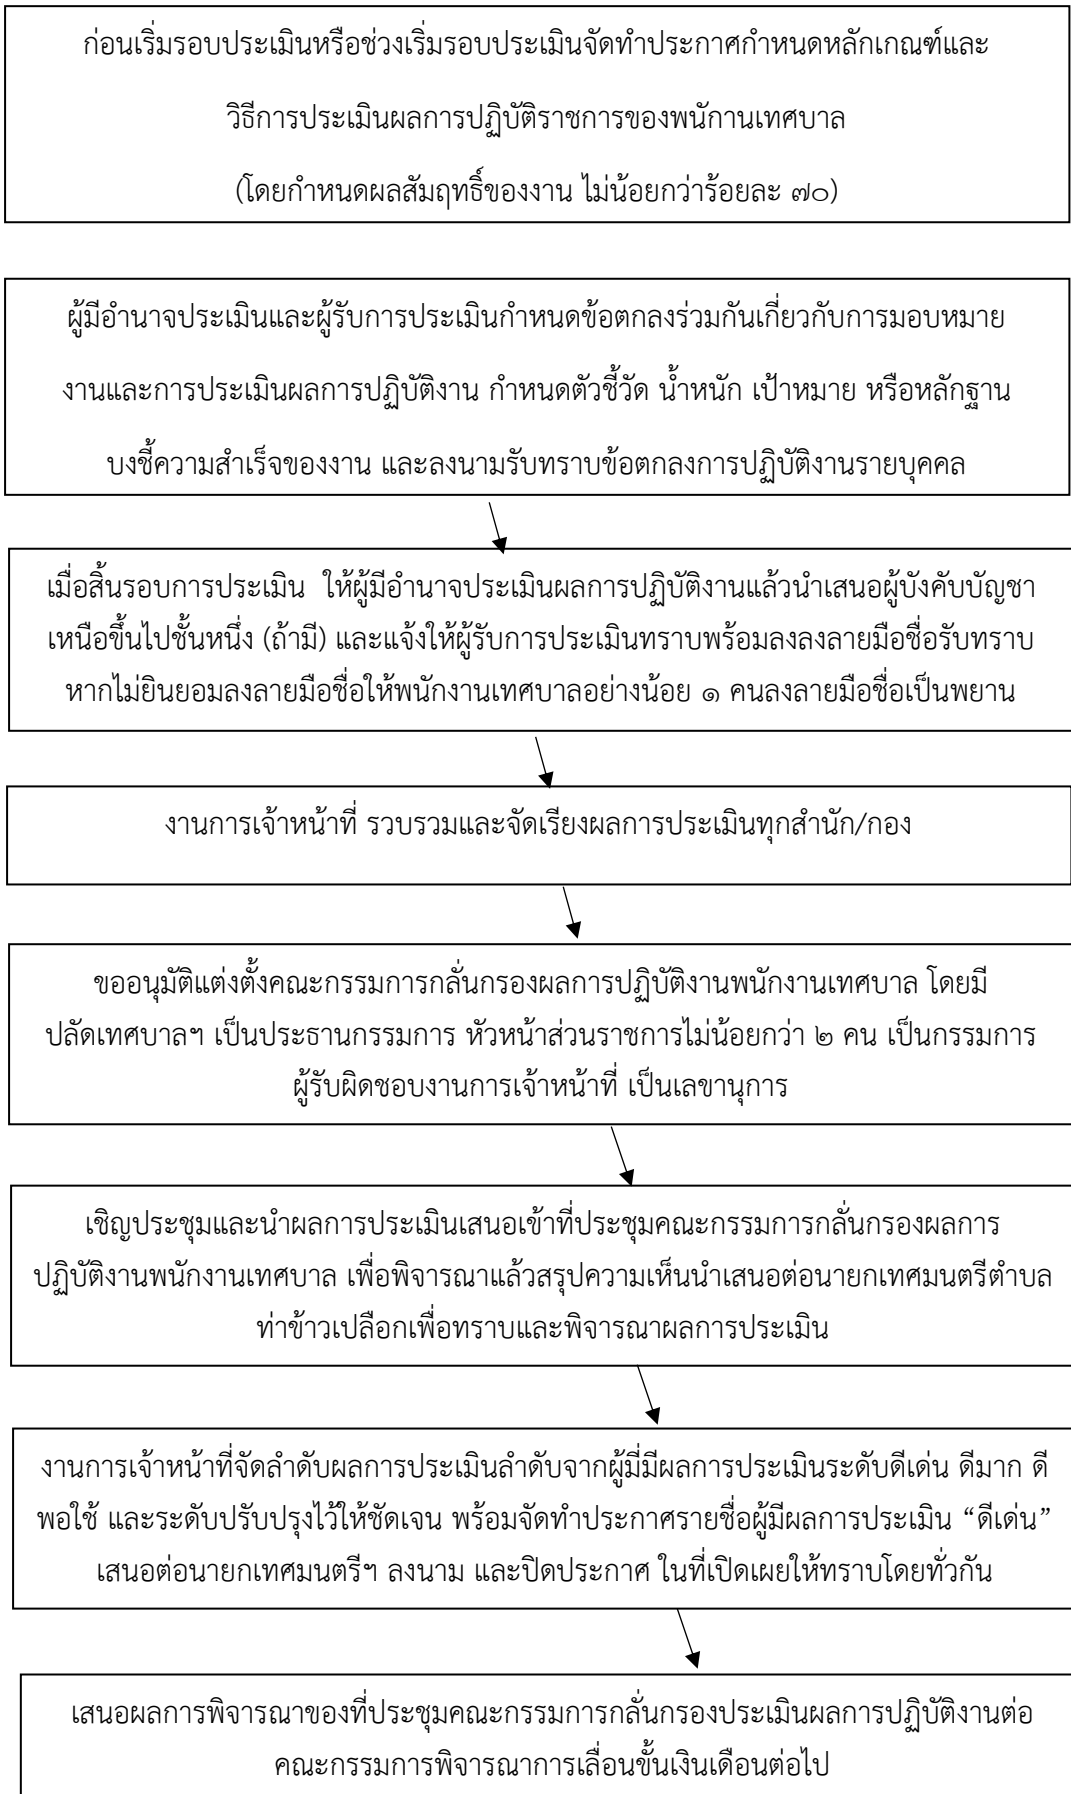 ก่อนเริ่มรอบประเมินหรือช่วงเริ่มรอบประเมินจัดทำประกาศกำหนดหลักเกณฑ์และ
วิธีการประเมินผลการปฏิบัติราชการของพนักานเทศบาล
(โดยกำหนดผลสัมฤทธิ์ของงาน ไม่น้อยกว่าร้อยละ ๗๐)
ผู้มีอำนาจประเมินและผู้รับการประเมินกำหนดข้อตกลงร่วมกันเกี่ยวกับการมอบหมาย
งานและการประเมินผลการปฏิบัติงาน กำหนดตัวชี้วัด น้ำหนัก เป้าหมาย หรือหลักฐาน
บงชี้ความสำเร็จของงาน และลงนามรับทราบข้อตกลงการปฏิบัติงานรายบุคคล
เมื่อสิ้นรอบการประเมิน ให้ผู้มีอำนาจประเมินผลการปฏิบัติงานแล้วนำเสนอผู้บังคับบัญชา
เหนือขึ้นไปชั้นหนึ่ง (ถ้ามี) และแจ้งให้ผู้รับการประเมินทราบพร้อมลงลงลายมือชื่อรับทราบ
หากไม่ยินยอมลงลายมือชื่อให้พนักงานเทศบาลอย่างน้อย ๑ คนลงลายมือชื่อเป็นพยาน
งานการเจ้าหน้าที่ รวบรวมและจัดเรียงผลการประเมินทุกสำนัก/กอง
ขออนุมัติแต่งตั้งคณะกรรมการกลั่นกรองผลการปฏิบัติงานพนักงานเทศบาล โดยมี
ปลัดเทศบาลฯ เป็นประธานกรรมการ หัวหน้าส่วนราชการไม่น้อยกว่า ๒ คน เป็นกรรมการ
ผู้รับผิดชอบงานการเจ้าหน้าที่ เป็นเลขานุการ
เชิญประชุมและนำผลการประเมินเสนอเข้าที่ประชุมคณะกรรมการกลั่นกรองผลการ
ปฏิบัติงานพนักงานเทศบาล เพื่อพิจารณาแล้วสรุปความเห็นนำเสนอต่อนายกเทศมนตรีตำบล
ท่าข้าวเปลือกเพื่อทราบและพิจารณาผลการประเมิน
งานการเจ้าหน้าที่จัดลำดับผลการประเมินลำดับจากผู้มี่มีผลการประเมินระดับดีเด่น ดีมาก ดี
พอใช้ และระดับปรับปรุงไว้ให้ชัดเจน พร้อมจัดทำประกาศรายชื่อผู้มีผลการประเมิน “ดีเด่น”
เสนอต่อนายกเทศมนตรีฯ ลงนาม และปิดประกาศ ในที่เปิดเผยให้ทราบโดยทั่วกัน
เสนอผลการพิจารณาของที่ประชุมคณะกรรมการกลั่นกรองประเมินผลการปฏิบัติงานต่อ
คณะกรรมการพิจารณาการเลื่อนขั้นเงินเดือนต่อไป